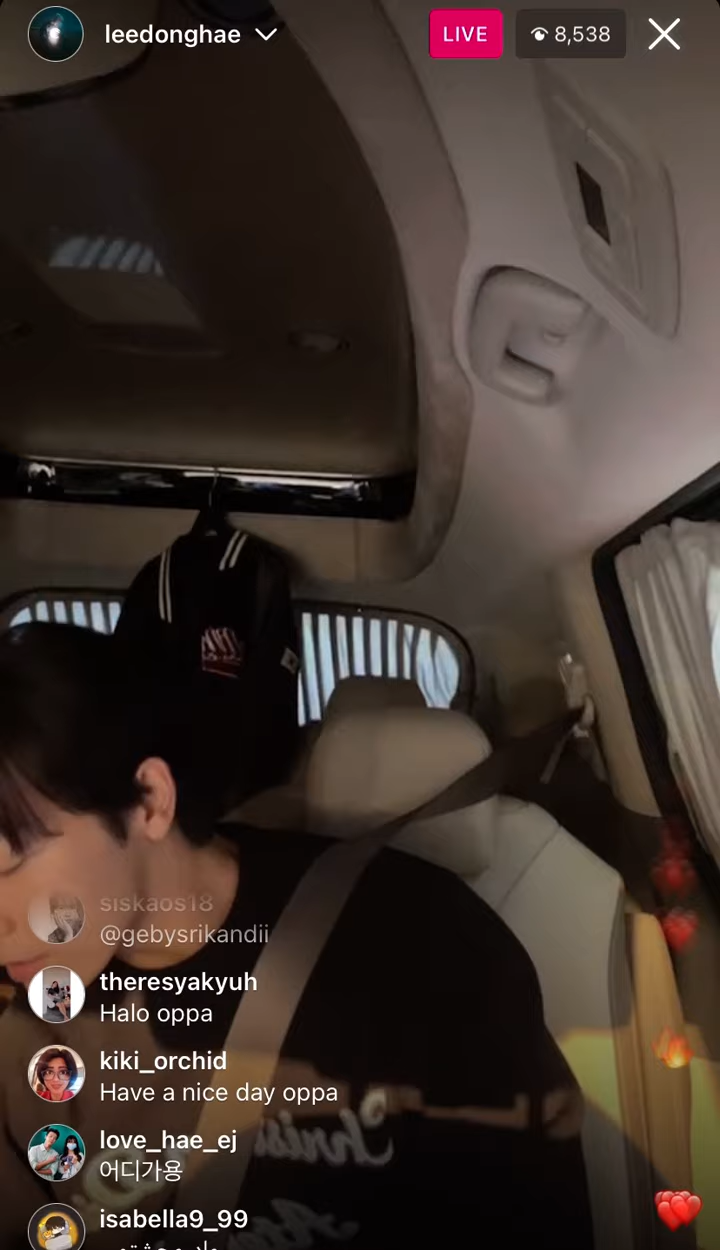 leedonghae
LIVE
8,538
siskaos18
@gebysrikandii
theresyakyuh
Halo oppa
kiki_orchid
Have a nice day oppa
love_hae_ej
어디가용
isabella9_99